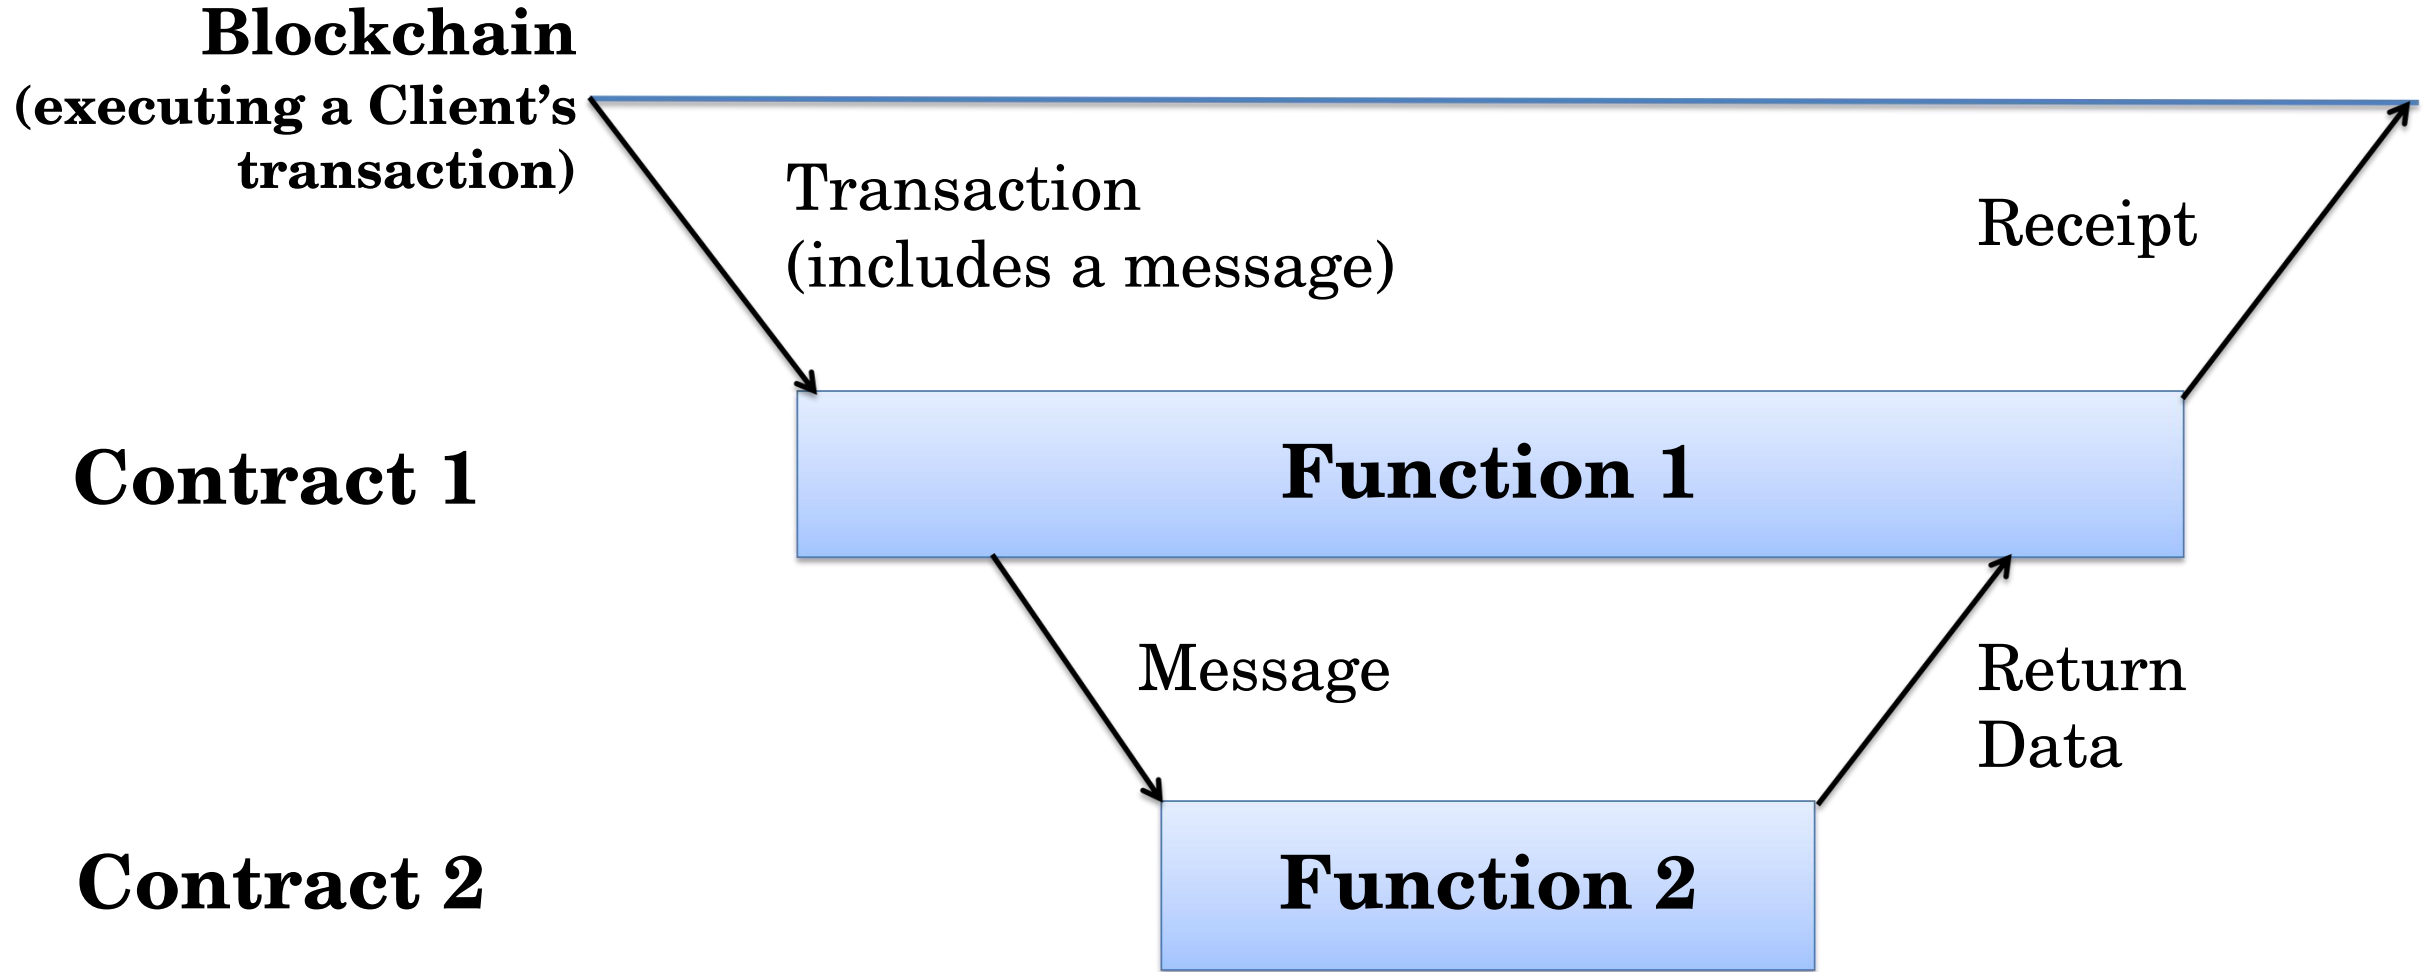 Blockchain
(executing a Client's
transaction)
Transaction
(includes a message)
Receipt
Contract 1
Function 1
Message
Return
Data
Contract 2
Function 2